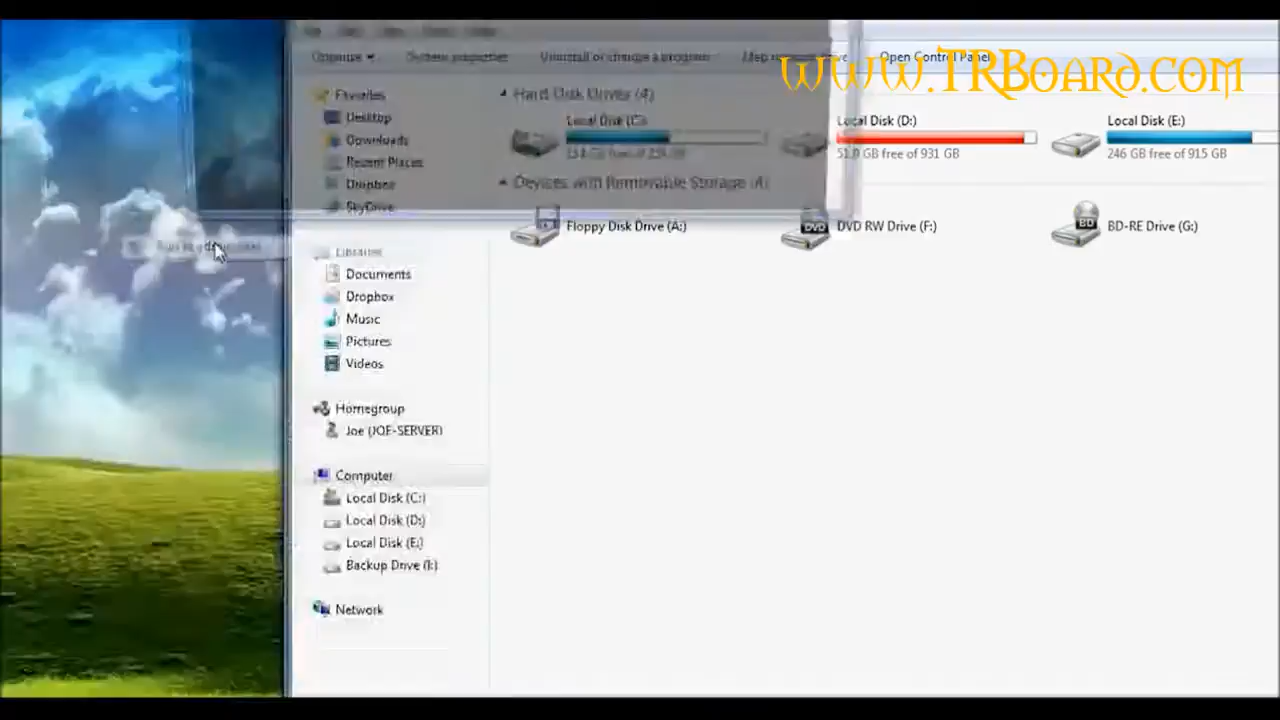 Organize
System properties
Uninstall or change a program
Open Control Panel
www.TRBoard.com
Favorites
Desktop
Downloads
Recent Places
Dropbox
SkyDrive
Libraries
Documents
Dropbox
Music
Pictures
Videos
Homegroup
Joe (JOE-SERVER)
Computer
Local Disk (C:)
Local Disk (D:)
Local Disk (E:)
Backup Drive (I:)
Network
Hard Disk Drives (4)
Local Disk (C:)
Local Disk (D:)
51.0 GB free of 931 GB
Local Disk (E:)
246 GB free of 915 GB
Devices with Removable Storage (4)
Floppy Disk Drive (A:)
DVD RW Drive (F:)
BD-RE Drive (G:)
DVD
BD